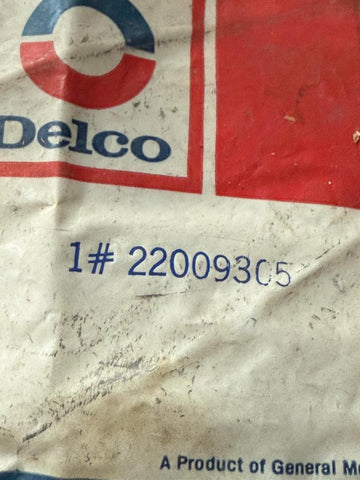 Delco
1# 22009305
A Product of General